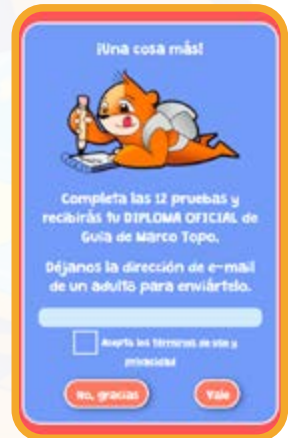 ¡Una cosa más!
Completa las 12 pruebas y
recibirás tu DIPLOMA OFICIAL de
Guía de Marco Topo.
Déjanos la dirección de e-mail
de un adulto para enviártelo.
Acepto los términos de uso y
privacidad
No, gracias
Vale